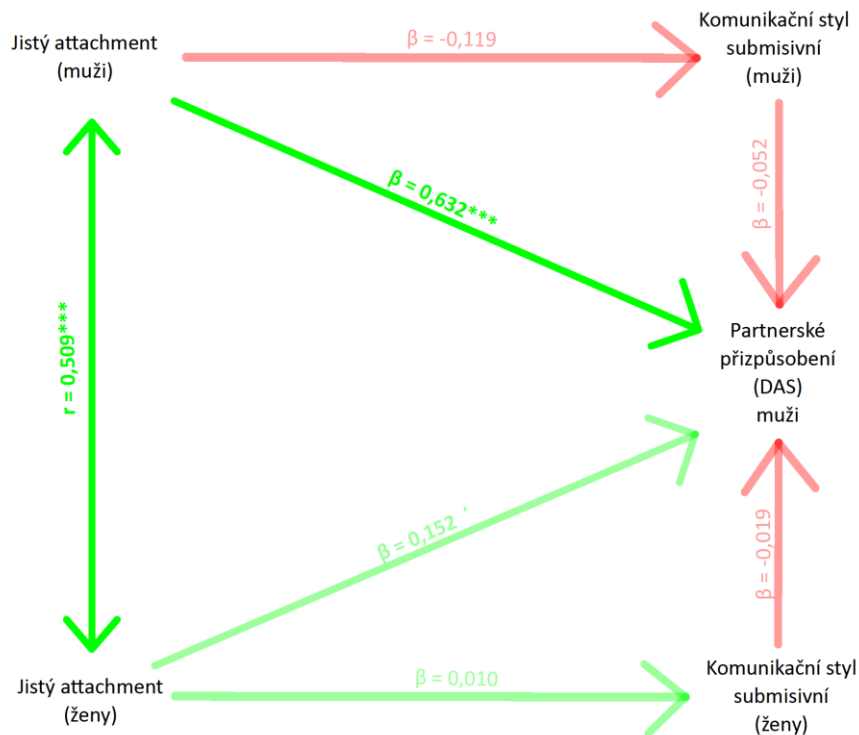 Jistý attachment
(muži)
β = -0,119
Komunikační styl
submisivní
(muži)
β = -0,052
β = 0,632***
r = 0,509***
Partnerské
přizpůsobení
(DAS)
muži
β = 0,152 ‧
β = -0,019
Jistý attachment
(ženy)
β = 0,010
Komunikační styl
submisivní
(ženy)